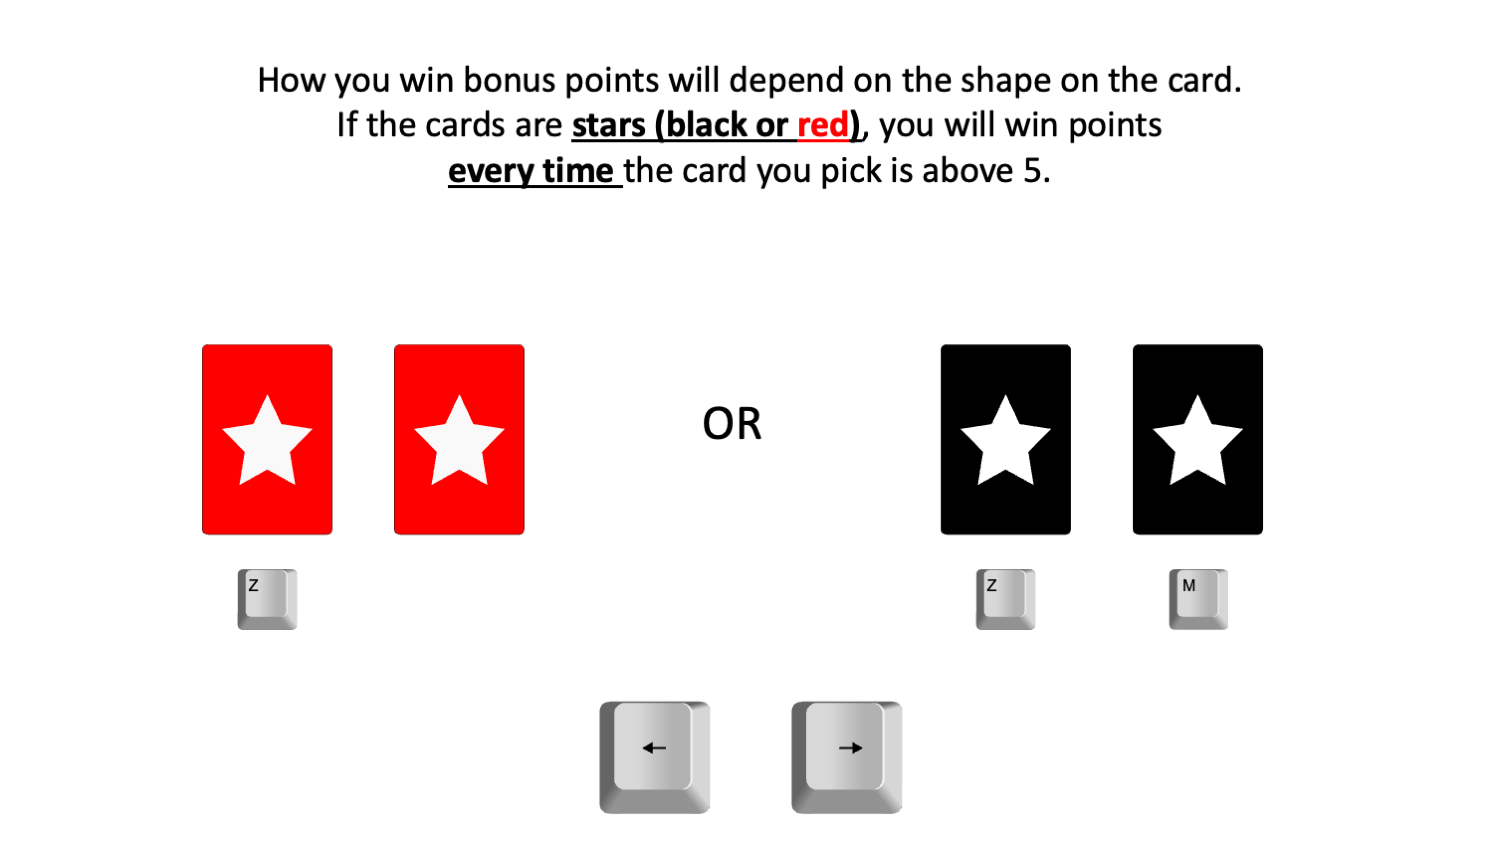 How you win bonus points will depend on the shape on the card.
If the cards are stars (black or red), you will win points
every time the card you pick is above 5.
OR
Z
Z
M
← →